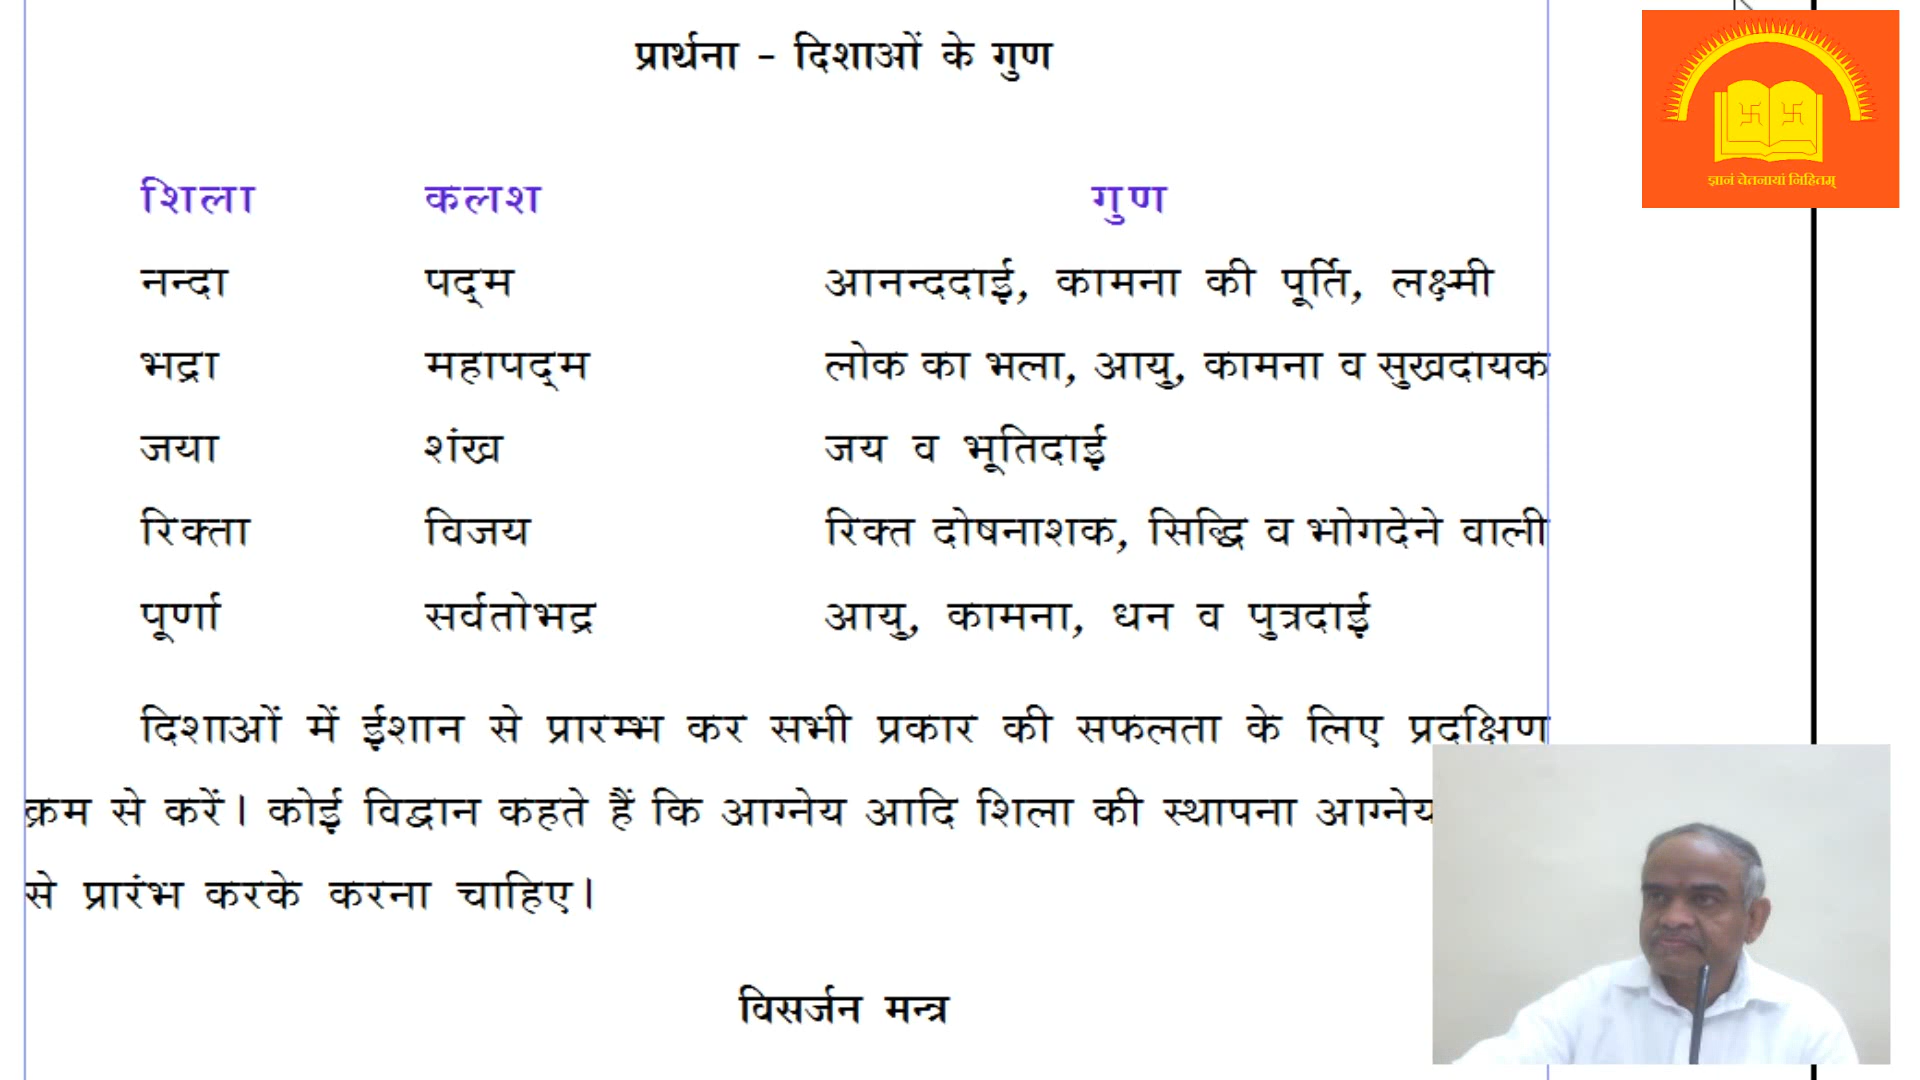 प्रार्थना - दिशाओं के गुण
ज्ञानं चेतनायां निहितम्
शिला कलश गुण
नन्दा पद्म आनन्ददाई, कामना की पूर्ति, लक्ष्मी
भद्रा महापद्म लोक का भला, आयु, कामना व सुखदायक
जया शंख जय व भूतिदाई
रिक्ता विजय रिक्त दोषनाशक, सिद्धि व भोगदेने वाली
पूर्णा सर्वतोभद्र आयु, कामना, धन व पुत्रदाई
दिशाओं में ईशान से प्रारम्भ कर सभी प्रकार की सफलता के लिए प्रदक्षिण
क्रम से करें। कोई विद्वान कहते हैं कि आग्नेय आदि शिला की स्थापना आग्नेय
से प्रारंभ करके करना चाहिए।
विसर्जन मन्त्र